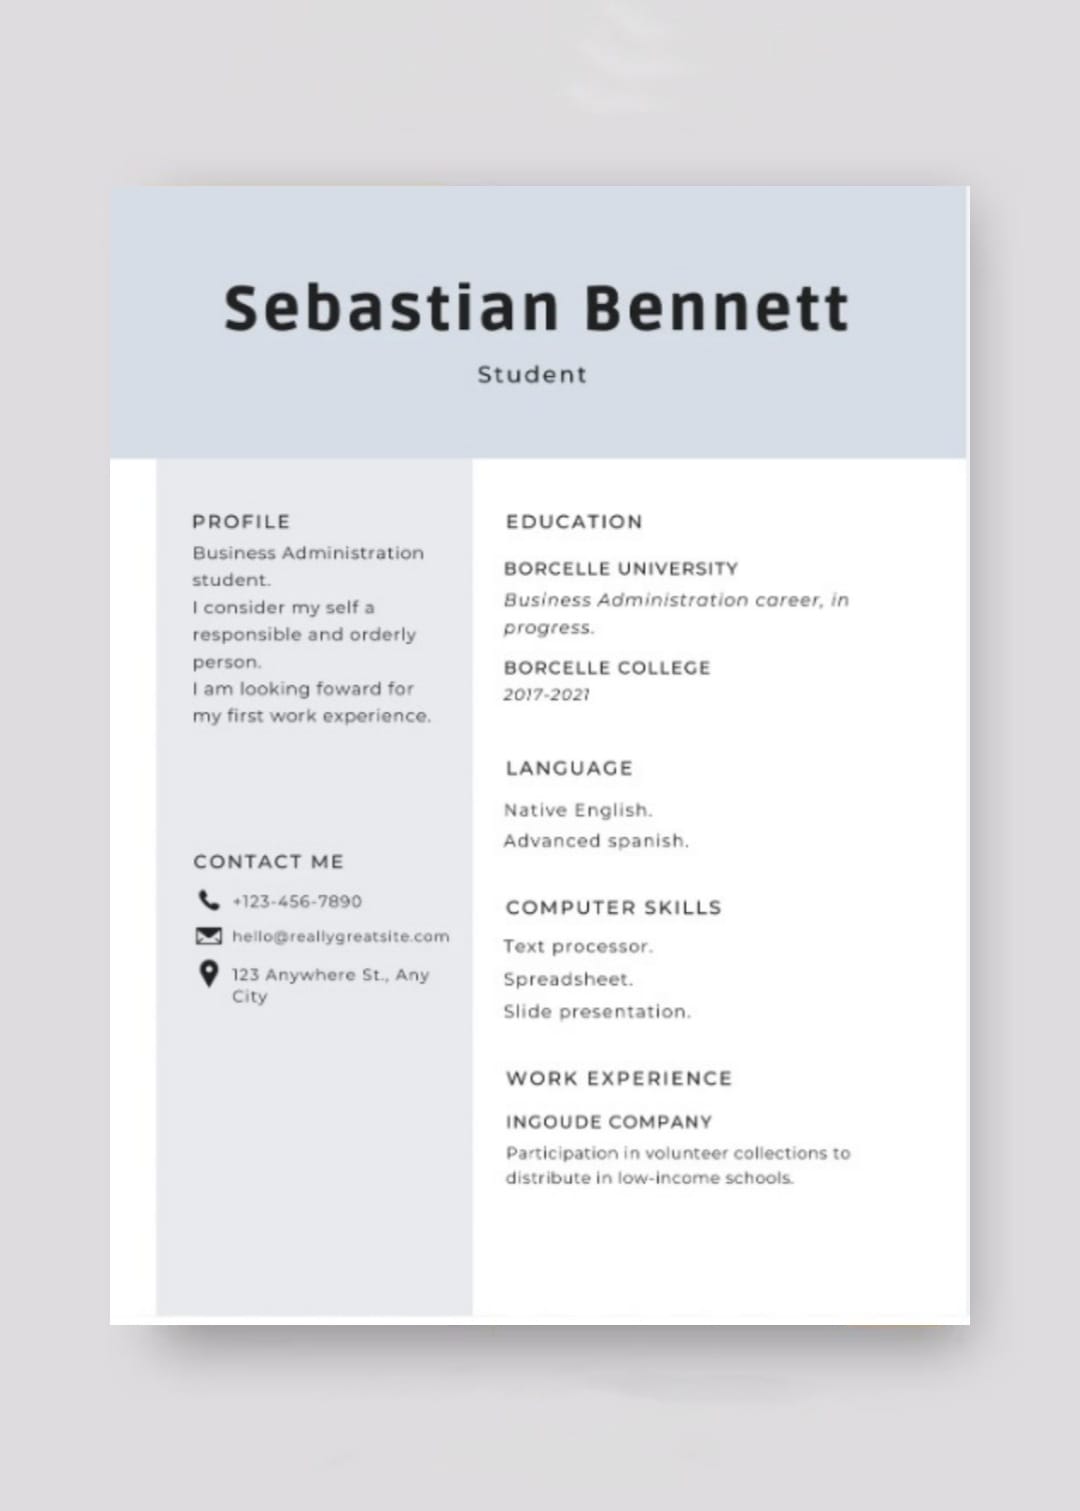 Sebastian Bennett
Student
PROFILE
Business Administration
student.
I consider my self a
responsible and orderly
person.
I am looking foward for
my first work experience.
CONTACT ME
+123-456-7890
hello@reallygreatsite.com
123 Anywhere St., Any
City
EDUCATION
BORCELLE UNIVERSITY
Business Administration career, in
progress.
BORCELLE COLLEGE
2017-2021
LANGUAGE
Native English.
Advanced spanish.
COMPUTER SKILLS
Text processor.
Spreadsheet.
Slide presentation.
WORK EXPERIENCE
INGOUDE COMPANY
Participation in volunteer collections to
distribute in low-income schools.